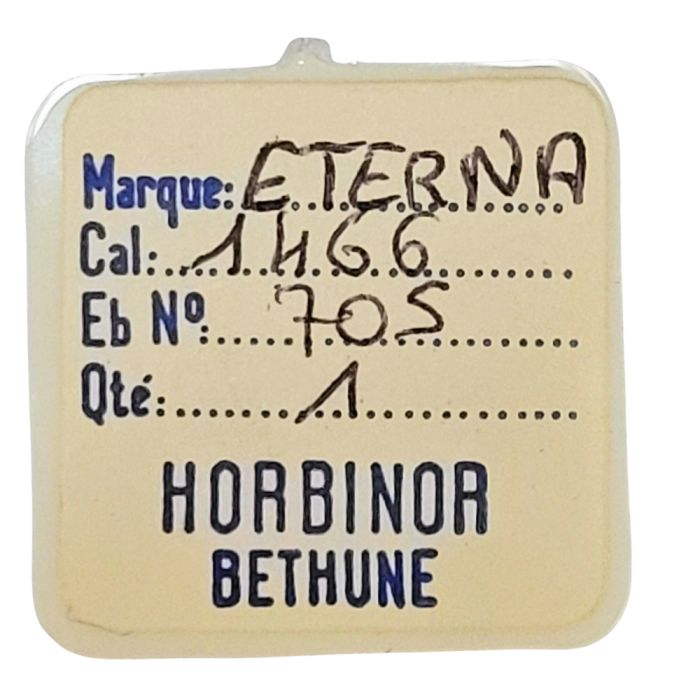 Marque: ETERNA
Cal: 1466
Eb Nº: 705
Qté: 1
HORBINOR
BETHUNE